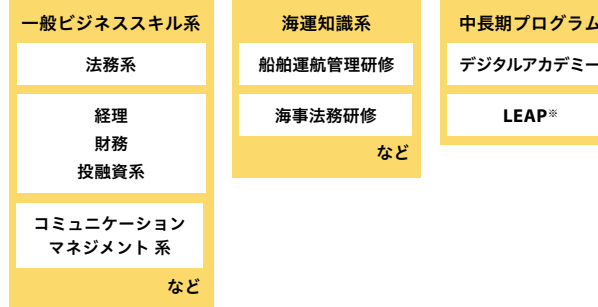 一般ビジネススキル系
法務系
経理
財務
投融資系
コミュニケーション
マネジメント 系
など
海運知識系
船舶運航管理研修
海事法務研修
など
中長期プログラム
デジタルアカデミー
LEAP※